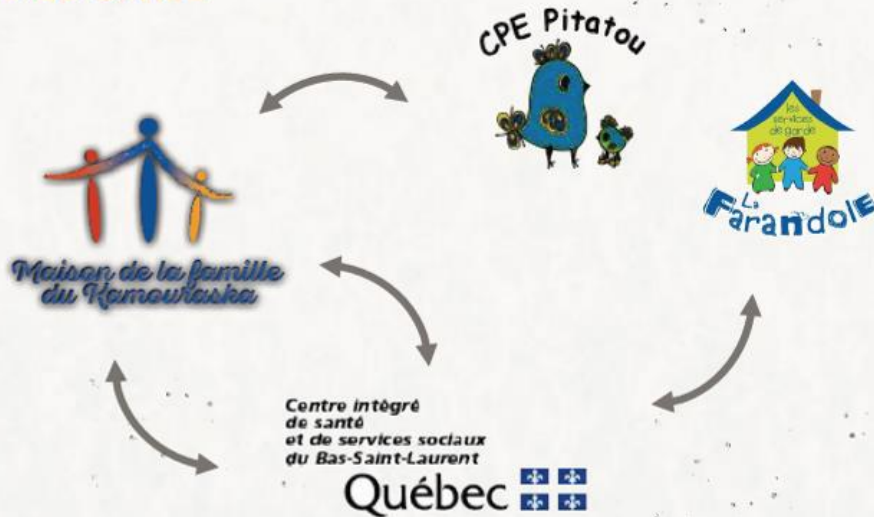 CPE Pitatou
les
services
de garde
La
Farandole
Maison de la famille
du Kamouraska
Centre intégré
de santé
et de services sociaux
du Bas-Saint-Laurent
Québec